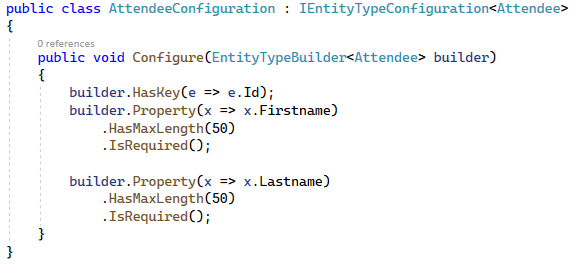 public class AttendeeConfiguration : IEntityTypeConfiguration<Attendee>
{
    0 references
    public void Configure(EntityTypeBuilder<Attendee> builder)
    {
        builder.HasKey(e => e.Id);
        builder.Property(x => x.Firstname)
            .HasMaxLength(50)
            .IsRequired();

        builder.Property(x => x.Lastname)
            .HasMaxLength(50)
            .IsRequired();
    }
}